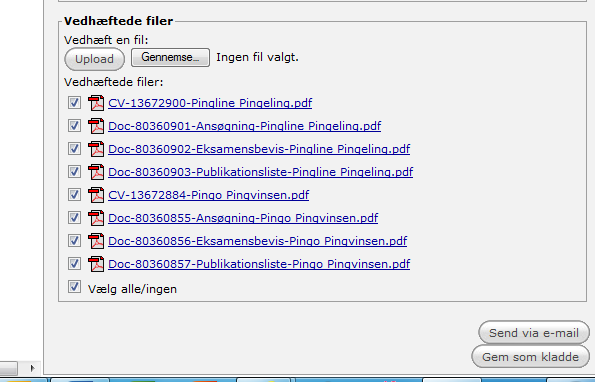 Vedhæftede filer
Vedhæft en fil:
Upload Gennemse... Ingen fil valgt.
Vedhæftede filer:
CV-13672900-Pingline Pingeling.pdf
Doc-80360901-Ansøgning-Pingline Pingeling.pdf
Doc-80360902-Eksamensbevis-Pingline Pingeling.pdf
Doc-80360903-Publikationsliste-Pingline Pingeling.pdf
CV-13672884-Pingo Pingvinsen.pdf
Doc-80360855-Ansøgning-Pingo Pingvinsen.pdf
Doc-80360856-Eksamensbevis-Pingo Pingvinsen.pdf
Doc-80360857-Publikationsliste-Pingo Pingvinsen.pdf
Vælg alle/ingen
Send via e-mail
Gem som kladde